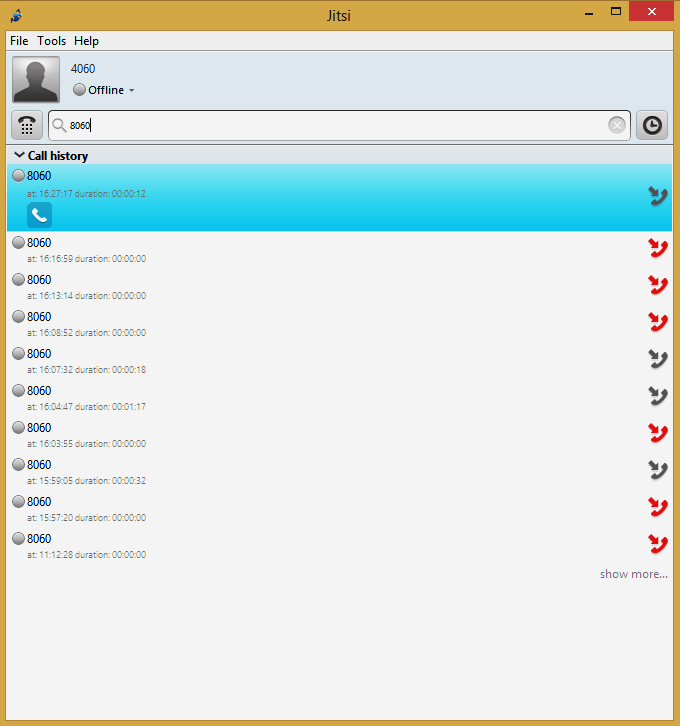 Jitsi
File Tools Help
4060
Offline
8060
Call history
8060
at: 16:27:17 duration: 00:00:12
8060
at: 16:16:59 duration: 00:00:00
8060
at: 16:13:14 duration: 00:00:00
8060
at: 16:08:52 duration: 00:00:00
8060
at: 16:07:32 duration: 00:00:18
8060
at: 16:04:47 duration: 00:01:17
8060
at: 16:03:55 duration: 00:00:00
8060
at: 15:59:05 duration: 00:00:32
8060
at: 15:57:20 duration: 00:00:00
8060
at: 11:12:28 duration: 00:00:00
show more...